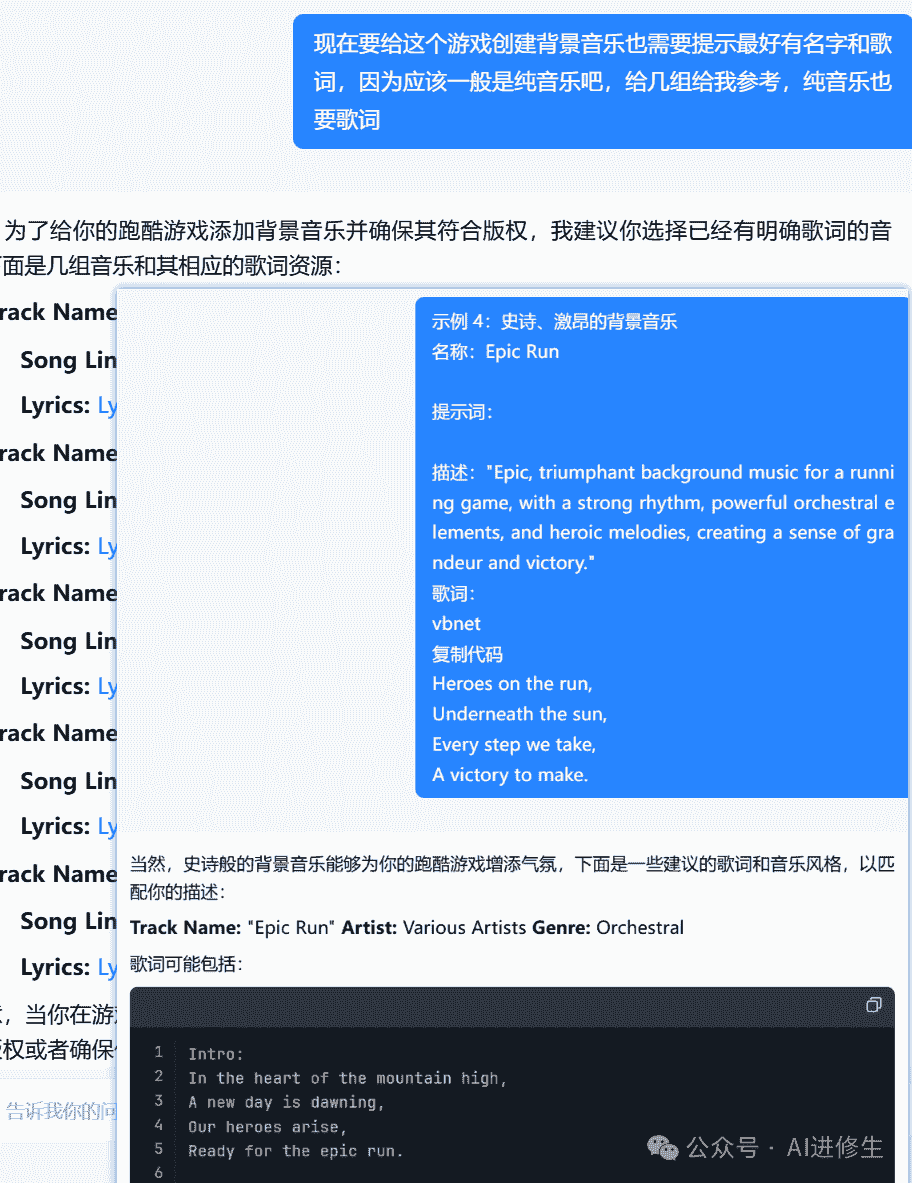 现在要给这个游戏创建背景音乐也需要提示最好有名字和歌
词，因为应该一般是纯音乐吧，给几组给我参考，纯音乐也
要歌词
为了给你的跑酷游戏添加背景音乐并确保其符合版权，我建议你选择已经有明确歌词的音
面是几组音乐和其相应的歌词资源：
rack Name
Song Lin
Lyrics: Ly
rack Name
Song Lin
Lyrics: Ly
rack Name
Song Lin
Lyrics: Ly
rack Name
Song Lin
Lyrics: Ly
rack Name
Song Lin
Lyrics: Ly
，当你在游
权或者确保
告诉我你的问
示例 4：史诗、激昂的背景音乐
名称：Epic Run
提示词：
描述："Epic, triumphant background music for a runni
ng game, with a strong rhythm, powerful orchestral e
lements, and heroic melodies, creating a sense of gra
ndeur and victory."
歌词：
vbnet
复制代码
Heroes on the run,
Underneath the sun,
Every step we take,
A victory to make.
当然，史诗般的背景音乐能够为你的跑酷游戏增添气氛，下面是一些建议的歌词和音乐风格，以匹
配你的描述：
Track Name: "Epic Run" Artist: Various Artists Genre: Orchestral
歌词可能包括：
1 Intro:
2 In the heart of the mountain high,
3 A new day is dawning,
4 Our heroes arise,
5 Ready for the epic run.
6
公众号 · AI进修生